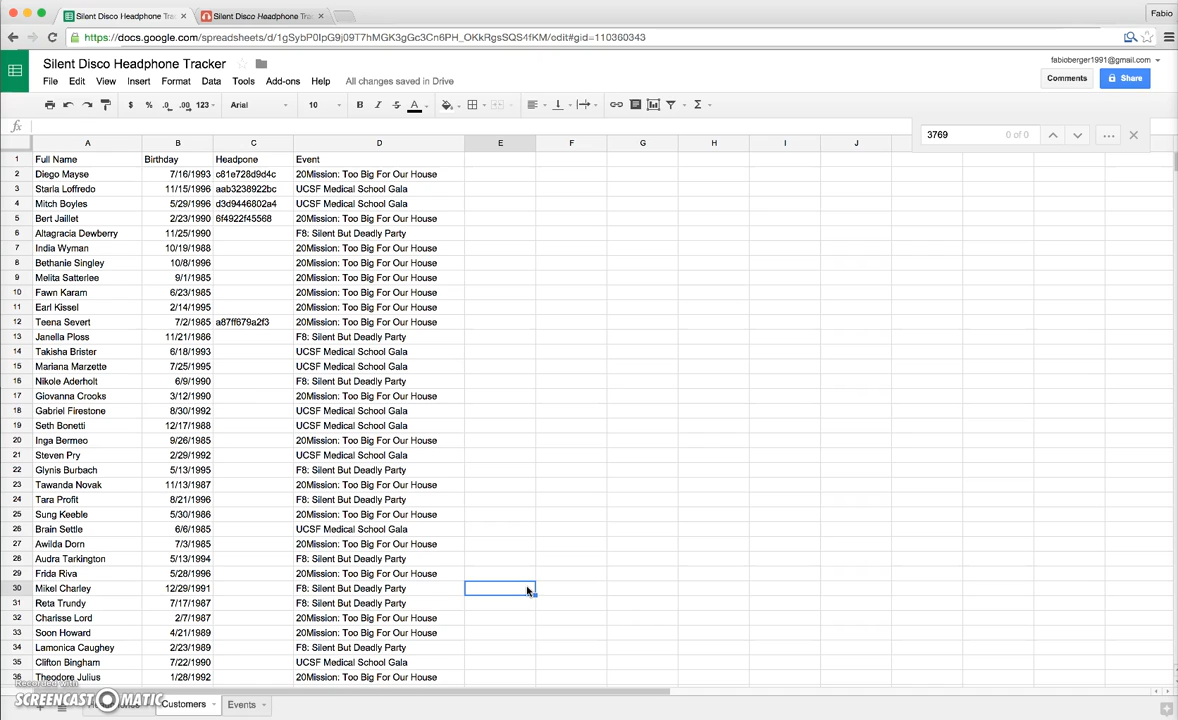 Silent Disco Headphone Trac × Silent Disco Headphone Trac × Fabio
https://docs.google.com/spreadsheets/d/1gSybP0IpG9j09T7hMGK3gGc3Cn6PH_OKkRgsSQS4fKM/edit#gid=110360343
Silent Disco Headphone Tracker
fabioberger1991@gmail.com
File Edit View Insert Format Data Tools Add-ons Help All changes saved in Drive
Comments Share
$ % .0 .00 123 Arial 10 B I S A Σ
fx
3769 0 of 0
A B C D E F G H I J
1 Full Name Birthday Headpone Event
2 Diego Mayse 7/16/1993 c81e728d9d4c 20Mission: Too Big For Our House
3 Starla Loffredo 11/15/1996 aab3238922bc UCSF Medical School Gala
4 Mitch Boyles 5/29/1996 d3d9446802a4 UCSF Medical School Gala
5 Bert Jaillet 2/23/1990 6f4922f45568 20Mission: Too Big For Our House
6 Altagracia Dewberry 11/25/1990 F8: Silent But Deadly Party
7 India Wyman 10/19/1988 20Mission: Too Big For Our House
8 Bethanie Singley 10/8/1996 20Mission: Too Big For Our House
9 Melita Satterlee 9/1/1985 20Mission: Too Big For Our House
10 Fawn Karam 6/23/1985 20Mission: Too Big For Our House
11 Earl Kissel 2/14/1995 20Mission: Too Big For Our House
12 Teena Severt 7/2/1985 a87ff679a2f3 20Mission: Too Big For Our House
13 Janella Ploss 11/21/1986 F8: Silent But Deadly Party
14 Takisha Brister 6/18/1993 UCSF Medical School Gala
15 Mariana Marzette 7/25/1995 UCSF Medical School Gala
16 Nikole Aderholt 6/9/1990 F8: Silent But Deadly Party
17 Giovanna Crooks 3/12/1990 20Mission: Too Big For Our House
18 Gabriel Firestone 8/30/1992 UCSF Medical School Gala
19 Seth Bonetti 12/17/1988 UCSF Medical School Gala
20 Inga Bermeo 9/26/1985 20Mission: Too Big For Our House
21 Steven Pry 2/29/1992 UCSF Medical School Gala
22 Glynis Burbach 5/13/1995 F8: Silent But Deadly Party
23 Tawanda Novak 11/13/1987 20Mission: Too Big For Our House
24 Tara Profit 8/21/1996 F8: Silent But Deadly Party
25 Sung Keeble 5/30/1986 20Mission: Too Big For Our House
26 Brain Settle 6/6/1985 UCSF Medical School Gala
27 Awilda Dorn 7/3/1985 20Mission: Too Big For Our House
28 Audra Tarkington 5/13/1994 F8: Silent But Deadly Party
29 Frida Riva 5/28/1996 20Mission: Too Big For Our House
30 Mikel Charley 12/29/1991 F8: Silent But Deadly Party
31 Reta Trundy 7/17/1987 F8: Silent But Deadly Party
32 Charisse Lord 2/7/1987 20Mission: Too Big For Our House
33 Soon Howard 4/21/1989 20Mission: Too Big For Our House
34 Lamonica Caughey 2/23/1989 F8: Silent But Deadly Party
35 Clifton Bingham 7/22/1990 UCSF Medical School Gala
36 Theodore Julius 1/28/1992 20Mission: Too Big For Our House
Recorded with
SCREENCAST MATIC
Customers Events